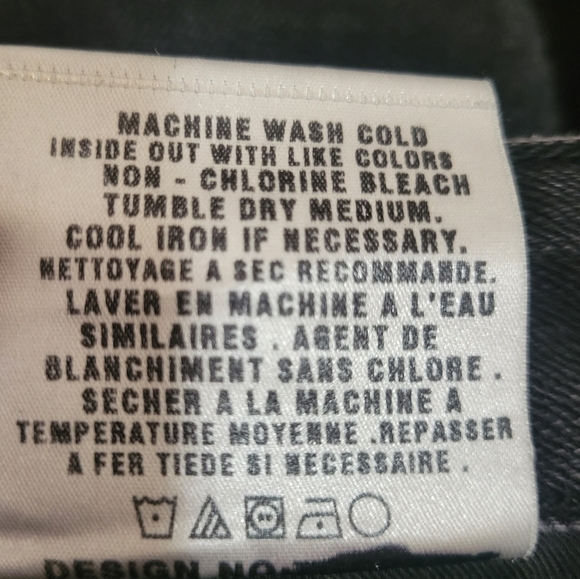 MACHINE WASH COLD
INSIDE OUT WITH LIKE COLORS
NON - CHLORINE BLEACH
TUMBLE DRY MEDIUM.
COOL IRON IF NECESSARY.
NETTOYAGE A SEC RECOMMANDE.
LAVER EN MACHINE A L'EAU
SIMILAIRES . AGENT DE
BLANCHIMENT SANS CHLORE .
SECHER A LA MACHINE A
TEMPERATURE MOYENNE .REPASSER
A FER TIEDE SI NECESSAIRE .
DESIGN NO